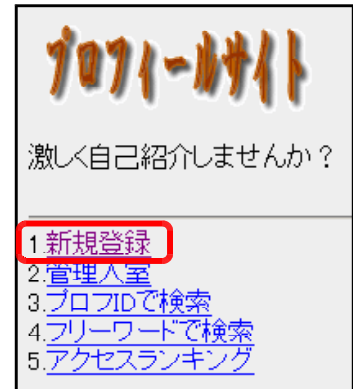 プロフィールサイト
激しく自己紹介しませんか？
1.新規登録
2.管理人室
3.プロフIDで検索
4.フリーワードで検索
5.アクセスランキング